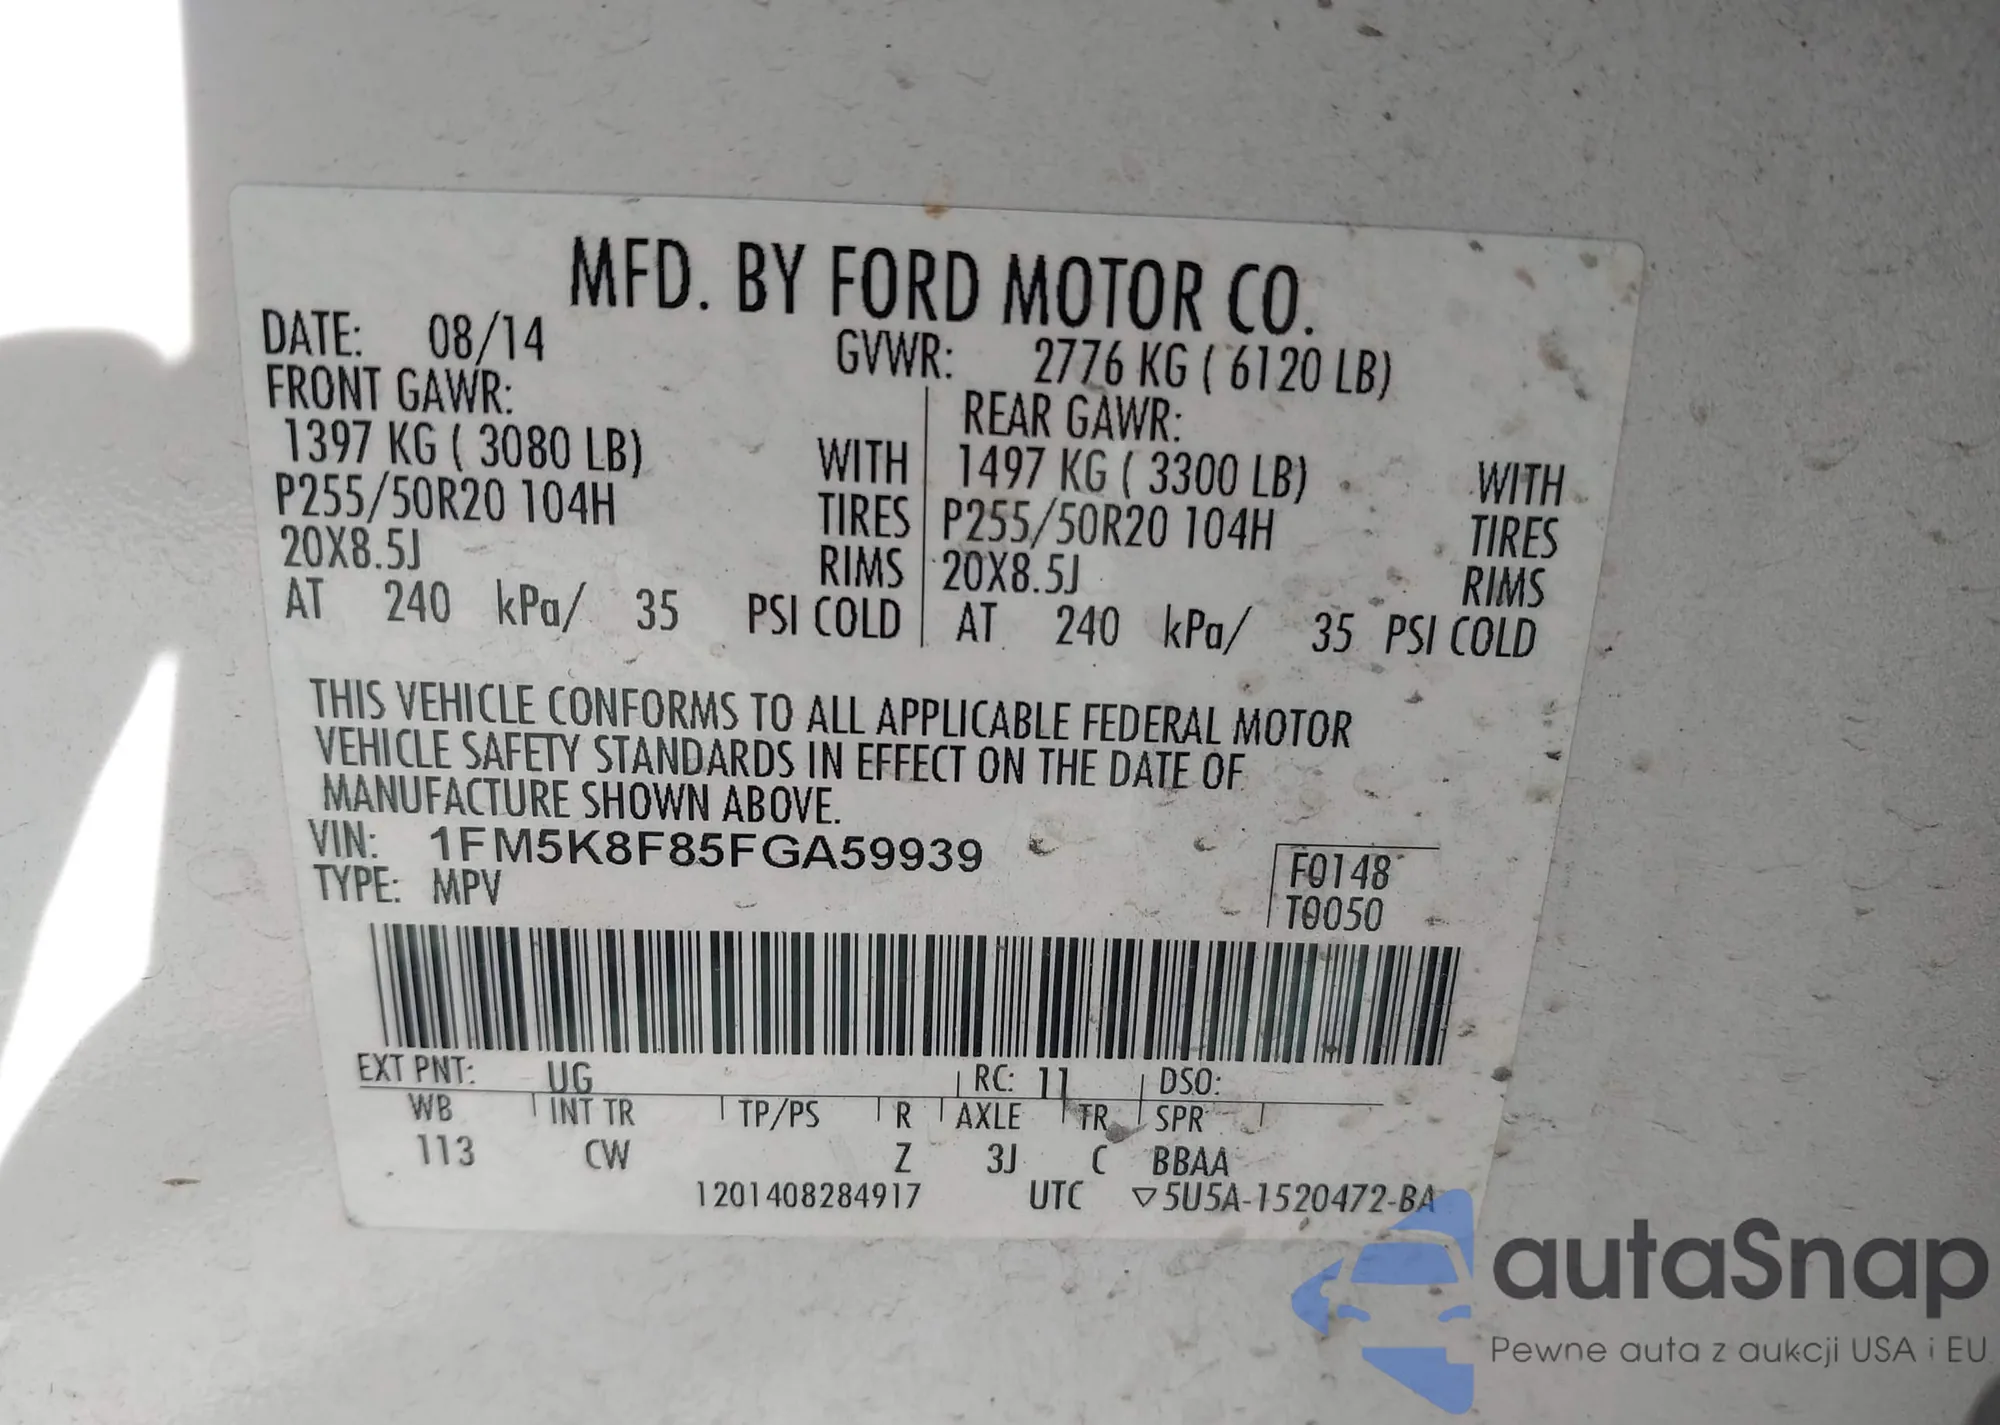 MFD. BY FORD MOTOR CO.
DATE: 08/14 GVWR: 2776 KG ( 6120 LB)
FRONT GAWR: REAR GAWR:
1397 KG ( 3080 LB) WITH 1497 KG ( 3300 LB) WITH
P255/50R20 104H TIRES P255/50R20 104H TIRES
20X8.5J RIMS 20X8.5J RIMS
AT 240 kPa/ 35 PSI COLD AT 240 kPa/ 35 PSI COLD
THIS VEHICLE CONFORMS TO ALL APPLICABLE FEDERAL MOTOR
VEHICLE SAFETY STANDARDS IN EFFECT ON THE DATE OF
MANUFACTURE SHOWN ABOVE.
VIN: 1FM5K8F85FGA59939
TYPE: MPV
F0148
T0050
EXT PNT: UG RC: 11 DSO:
WB INT TR TP/PS R AXLE TR SPR
113 CW Z 3J C BBAA
1201408284917 UTC ▽5U5A-1520472-BA
autaSnap
Pewne auta z aukcji USA i EU